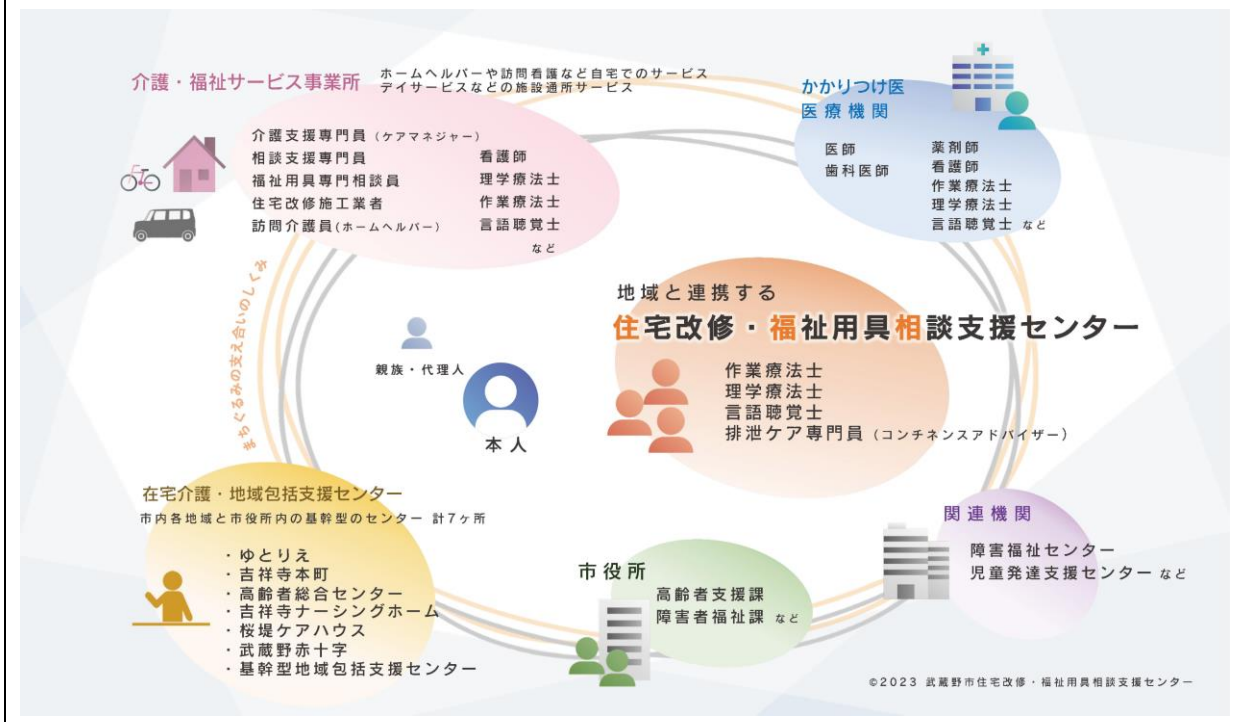 介護・福祉サービス事業所
ホームヘルパーや訪問看護など自宅でのサービス
デイサービスなどの施設通所サービス
介護支援専門員（ケアマネジャー）
相談支援専門員
福祉用具専門相談員
住宅改修施工業者
訪問介護員(ホームヘルパー)
看護師
理学療法士
作業療法士
言語聴覚士
など
かかりつけ医
医療機関
医師
歯科医師
薬剤師
看護師
作業療法士
理学療法士
言語聴覚士 など
まちぐるみの支え合いのしくみ
親族・代理人
本人
地域と連携する
住宅改修・福祉用具相談支援センター
作業療法士
理学療法士
言語聴覚士
排泄ケア専門員（コンチネンスアドバイザー）
在宅介護・地域包括支援センター
市内各地域と市役所内の基幹型のセンター 計7ヶ所
・ゆとりえ
・吉祥寺本町
・高齢者総合センター
・吉祥寺ナーシングホーム
・桜堤ケアハウス
・武蔵野赤十字
・基幹型地域包括支援センター
市役所
高齢者支援課
障害者福祉課 など
関連機関
障害福祉センター
児童発達支援センター など
©2023 武蔵野市住宅改修・福祉用具相談支援センター